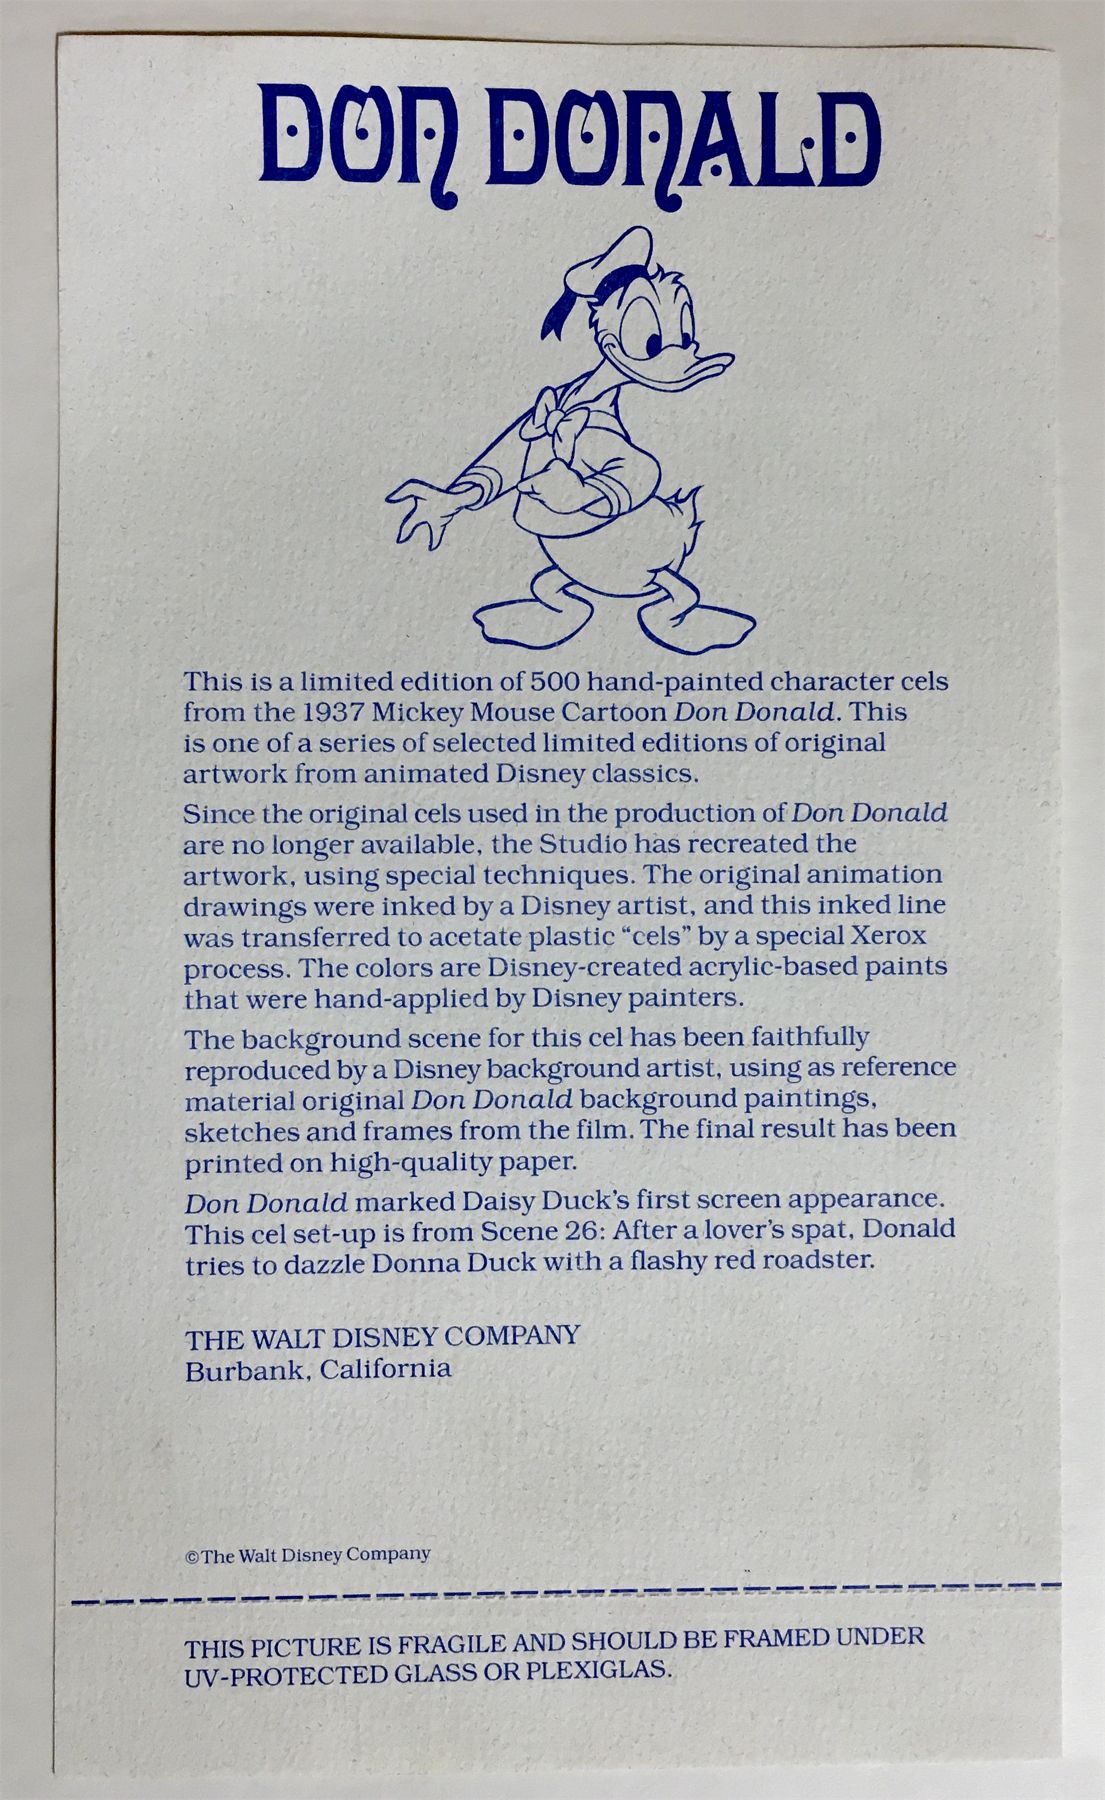 DON DONALD
This is a limited edition of 500 hand-painted character cels
from the 1937 Mickey Mouse Cartoon Don Donald. This
is one of a series of selected limited editions of original
artwork from animated Disney classics.
Since the original cels used in the production of Don Donald
are no longer available, the Studio has recreated the
artwork, using special techniques. The original animation
drawings were inked by a Disney artist, and this inked line
was transferred to acetate plastic “cels” by a special Xerox
process. The colors are Disney-created acrylic-based paints
that were hand-applied by Disney painters.
The background scene for this cel has been faithfully
reproduced by a Disney background artist, using as reference
material original Don Donald background paintings,
sketches and frames from the film. The final result has been
printed on high-quality paper.
Don Donald marked Daisy Duck’s first screen appearance.
This cel set-up is from Scene 26: After a lover’s spat, Donald
tries to dazzle Donna Duck with a flashy red roadster.
THE WALT DISNEY COMPANY
Burbank, California
©The Walt Disney Company
THIS PICTURE IS FRAGILE AND SHOULD BE FRAMED UNDER
UV-PROTECTED GLASS OR PLEXIGLAS.